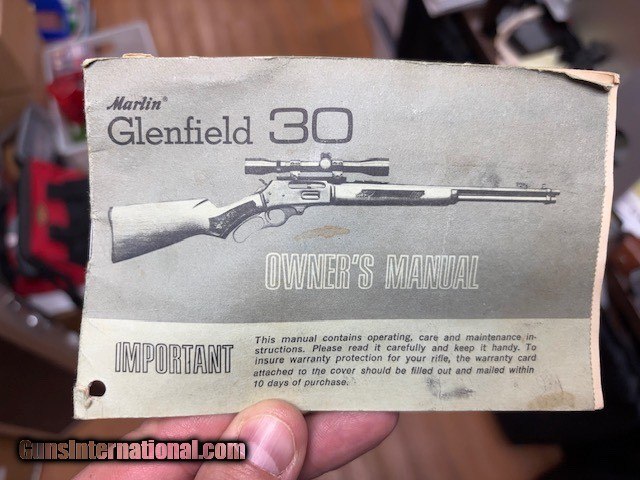 Marlin®
Glenfield 30
OWNER'S MANUAL
IMPORTANT
This manual contains operating, care and maintenance in-
structions. Please read it carefully and keep it handy. To
insure warranty protection for your rifle, the warranty card
attached to the cover should be filled out and mailed within
10 days of purchase.
GunsInternational.com